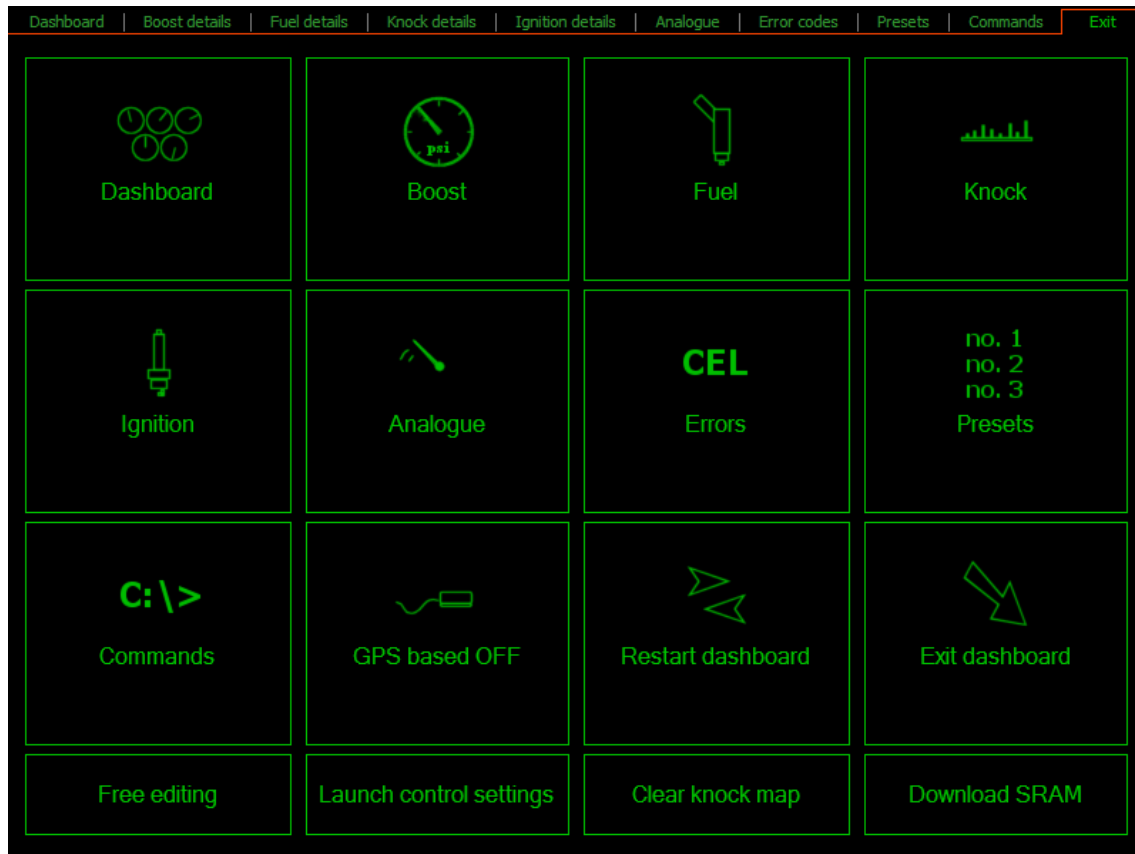 Dashboard | Boost details | Fuel details | Knock details | Ignition details | Analogue | Error codes | Presets | Commands Exit
psi
Dashboard Boost Fuel Knock
CEL no. 1
no. 2
no. 3
Ignition Analogue Errors Presets
C:\>
Commands GPS based OFF Restart dashboard Exit dashboard
Free editing Launch control settings Clear knock map Download SRAM